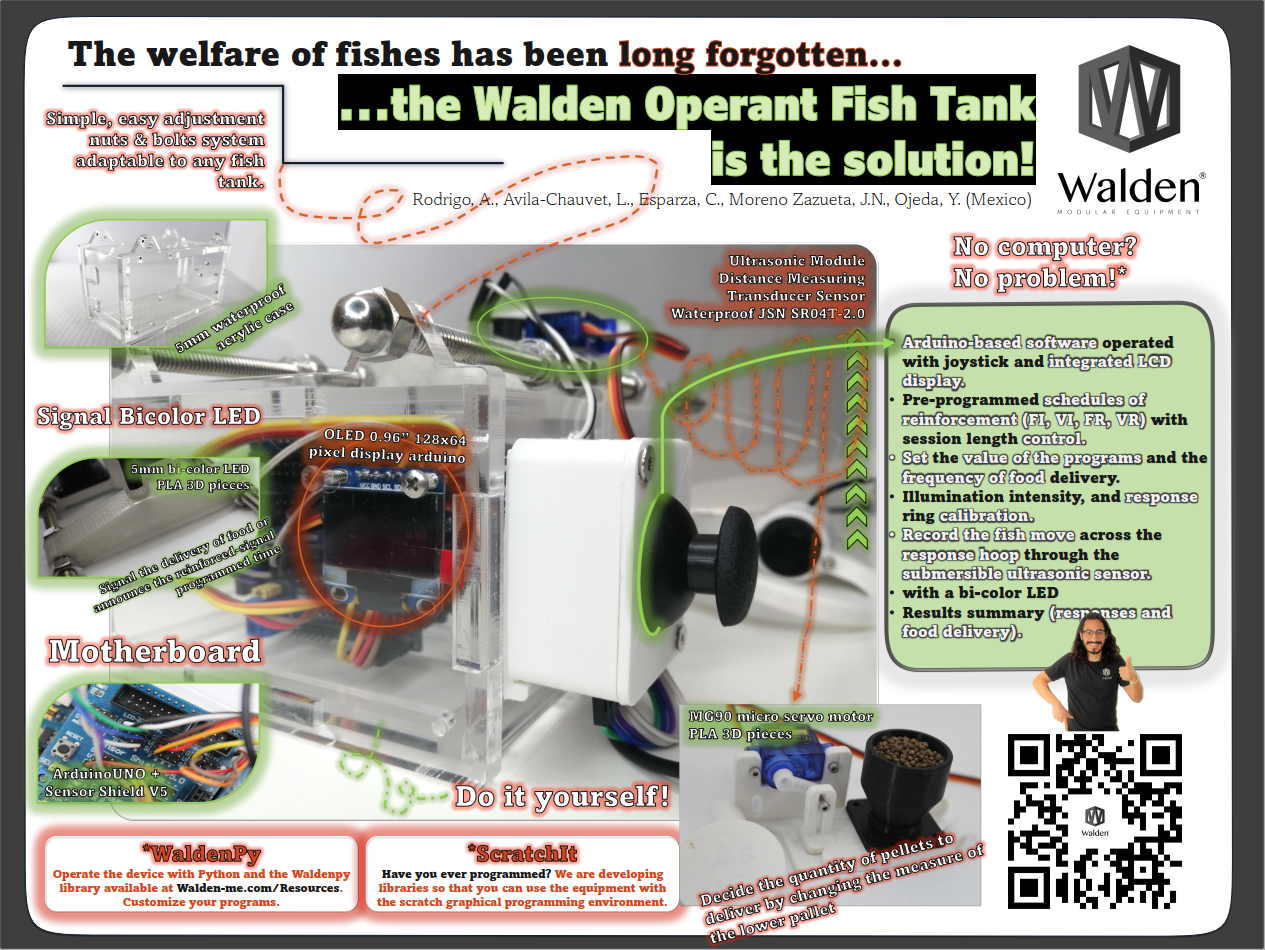 The welfare of fishes has been long forgotten...
...the Walden Operant Fish Tank
is the solution!
Rodrigo, A., Avila-Chauvet, L., Esparza, C., Moreno Zazueta, J.N., Ojeda, Y. (Mexico)
Walden®
MODULAR EQUIPMENT
Simple, easy adjustment
nuts & bolts system
adaptable to any fish
tank.
5mm waterproof
acrylic case
Signal Bicolor LED
5mm bi-color LED
PLA 3D pieces
Signal the delivery of food or
announce the reinforced-signal
programmed time
Motherboard
ArduinoUNO +
Sensor Shield V5
OLED 0.96” 128x64
pixel display arduino
VCC GND SCL
Ultrasonic Module
Distance Measuring
Transducer Sensor
Waterproof JSN SR04T-2.0
No computer?
No problem!*
Arduino-based software operated
with joystick and integrated LCD
display.
• Pre-programmed schedules of
reinforcement (FI, VI, FR, VR) with
session length control.
• Set the value of the programs and the
frequency of food delivery.
• Illumination intensity, and response
ring calibration.
• Record the fish move across the
response hoop through the
submersible ultrasonic sensor.
• with a bi-color LED
• Results summary (responses and
food delivery).
MG90 micro servo motor
PLA 3D pieces
Decide the quantity of pellets to
deliver by changing the measure of
the lower pallet
Do it yourself!
*WaldenPy
Operate the device with Python and the Waldenpy
library available at Walden-me.com/Resources.
Customize your programs.
*ScratchIt
Have you ever programmed? We are developing
libraries so that you can use the equipment with
the scratch graphical programming environment.
Walden